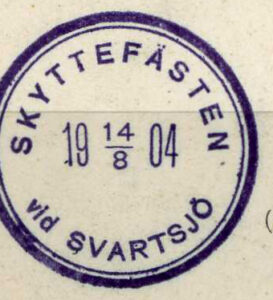 SKYTTEFÄSTEN
19 14/8 04
vid SVARTSJÖ